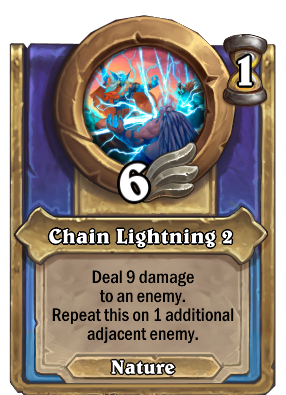 1
6
Chain Lightning 2
Deal 9 damage
to an enemy.
Repeat this on 1 additional
adjacent enemy.
Nature